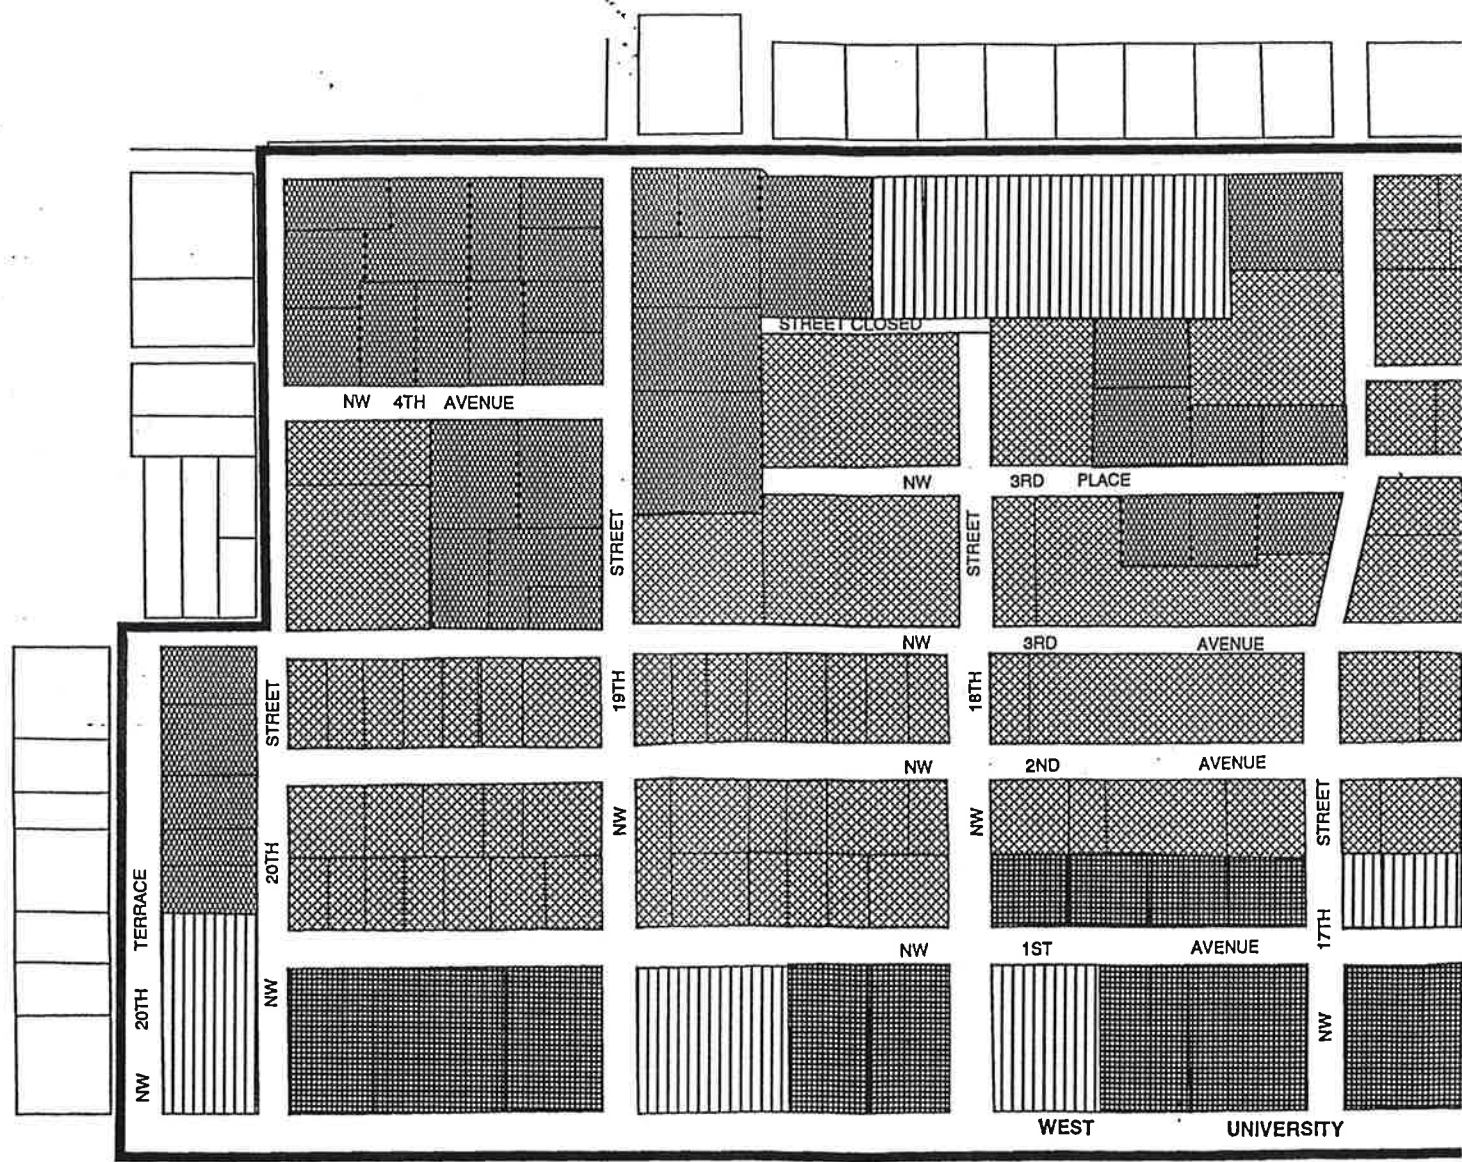 STREET CLOSED
NW 4TH AVENUE
NW 3RD PLACE
STREET
STREET
NW 3RD AVENUE
STREET
19TH
18TH
NW 2ND AVENUE
NW
NW
STREET
20TH
TERRACE
17TH
NW 1ST AVENUE
NW
20TH
NW
NW
WEST UNIVERSITY